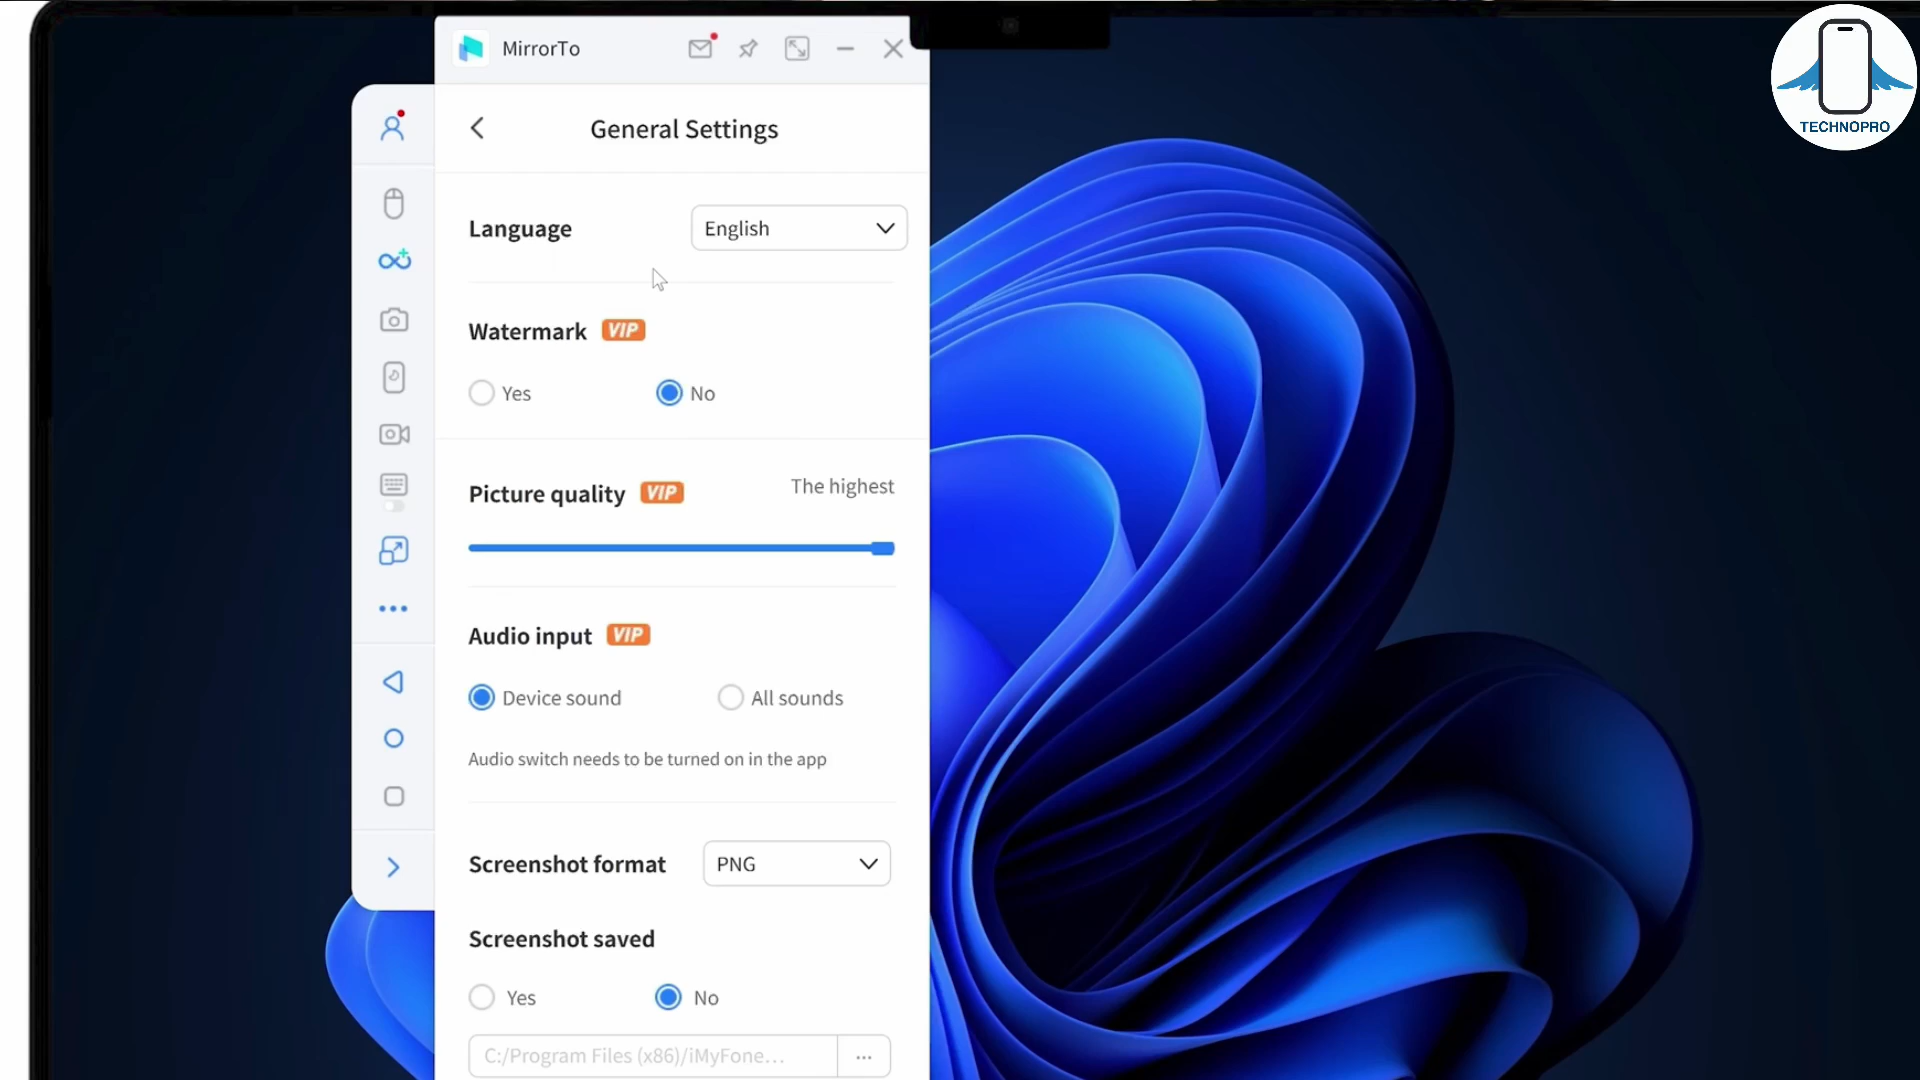 MirrorTo
TECHNOPRO
General Settings
Language
English
Watermark VIP
Yes
No
Picture quality VIP
The highest
Audio input VIP
Device sound
All sounds
Audio switch needs to be turned on in the app
Screenshot format
PNG
Screenshot saved
Yes
No
C:/Program Files (x86)/iMyFone...
...